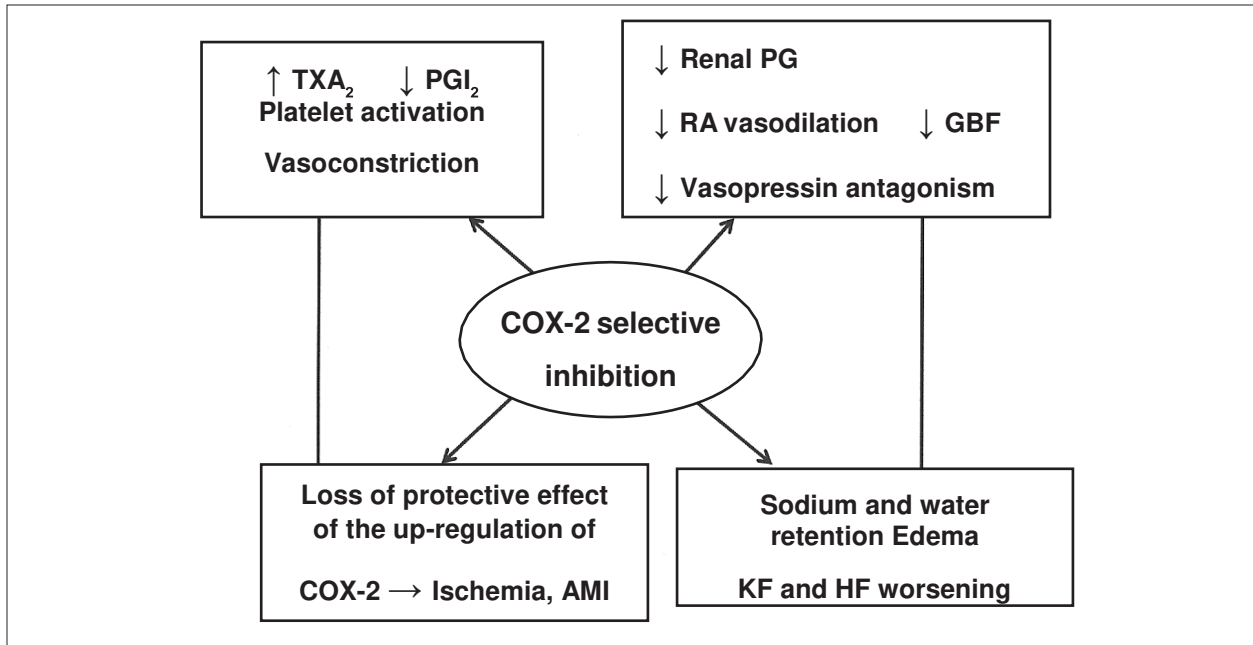 ↑ TXA₂ ↓ PGI₂
Platelet activation
Vasoconstriction
↓ Renal PG
↓ RA vasodilation ↓ GBF
↓ Vasopressin antagonism
COX-2 selective
inhibition
Loss of protective effect
of the up-regulation of
COX-2 → Ischemia, AMI
Sodium and water
retention Edema
KF and HF worsening